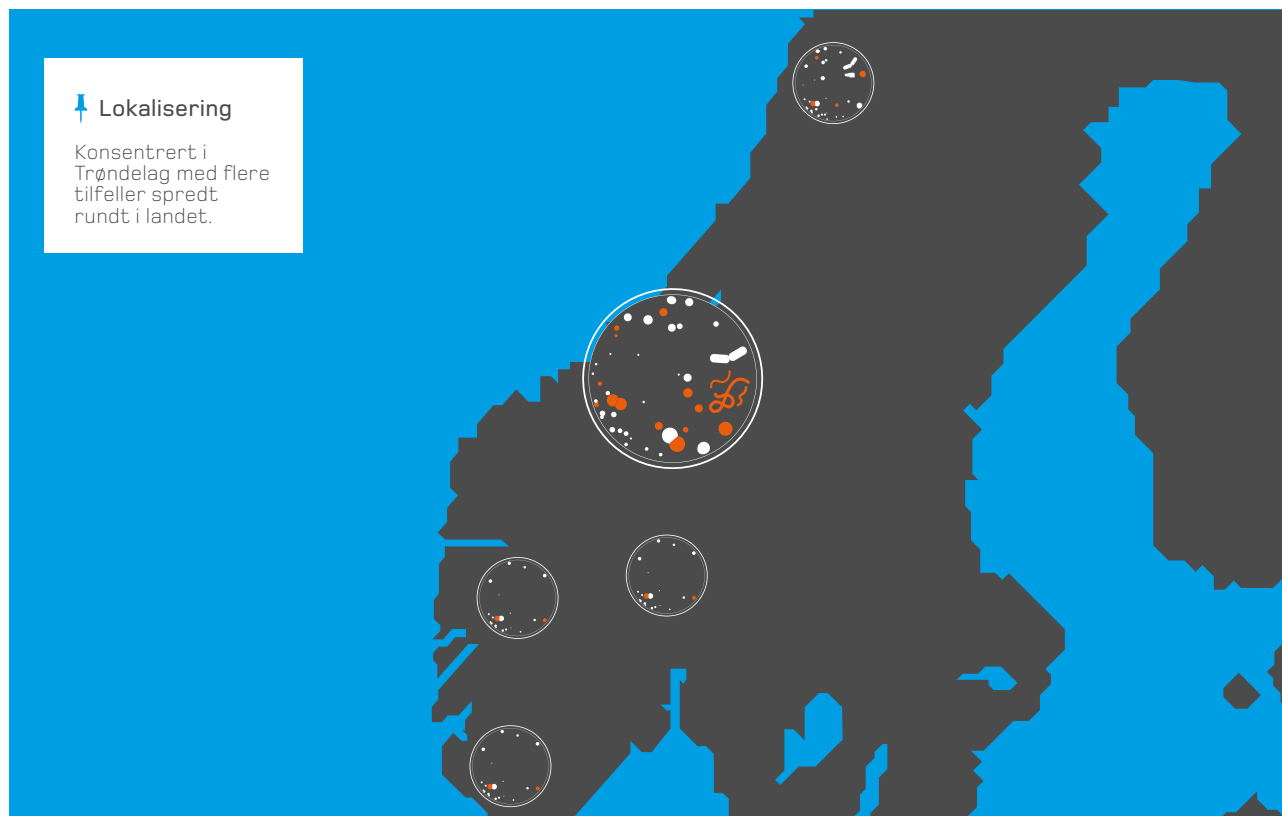 Lokalisering
Konsentrert i
Trøndelag med flere
tilfeller spredt
rundt i landet.